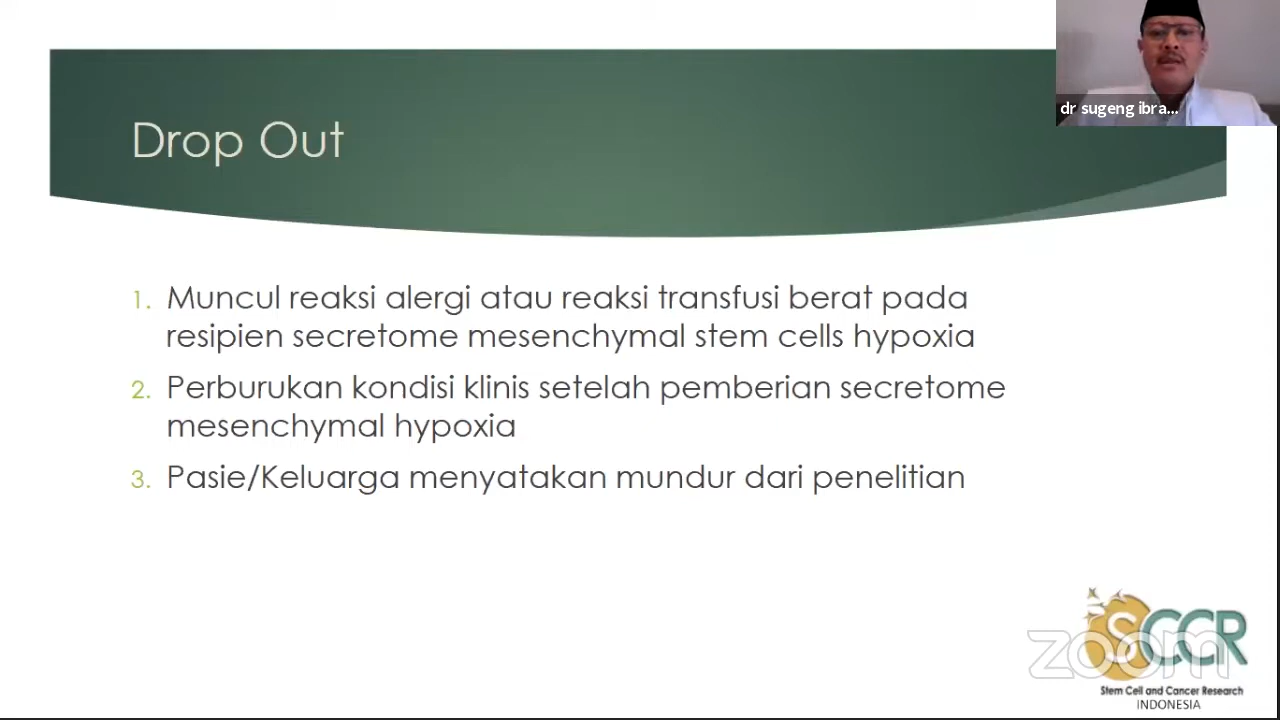 dr sugeng ibra...
Drop Out
1. Muncul reaksi alergi atau reaksi transfusi berat pada
resipien secretome mesenchymal stem cells hypoxia
2. Perburukan kondisi klinis setelah pemberian secretome
mesenchymal hypoxia
3. Pasie/Keluarga menyatakan mundur dari penelitian
SCCR
zoom
Stem Cell and Cancer Research
INDONESIA